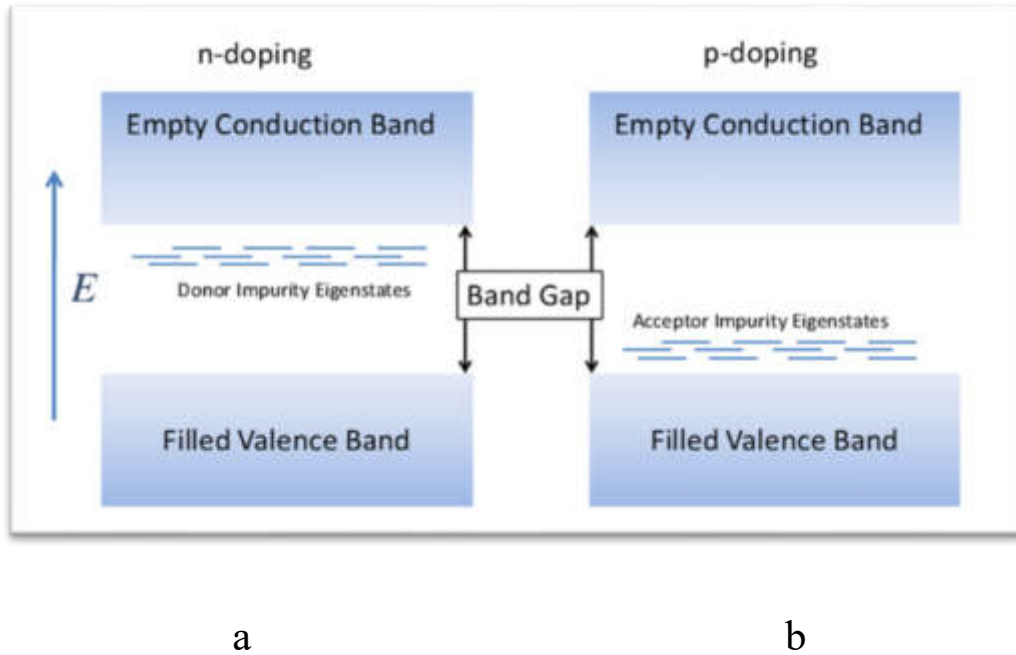 n-doping
p-doping
Empty Conduction Band
Empty Conduction Band
E
Donor Impurity Eigenstates
Band Gap
Acceptor Impurity Eigenstates
Filled Valence Band
Filled Valence Band
a
b